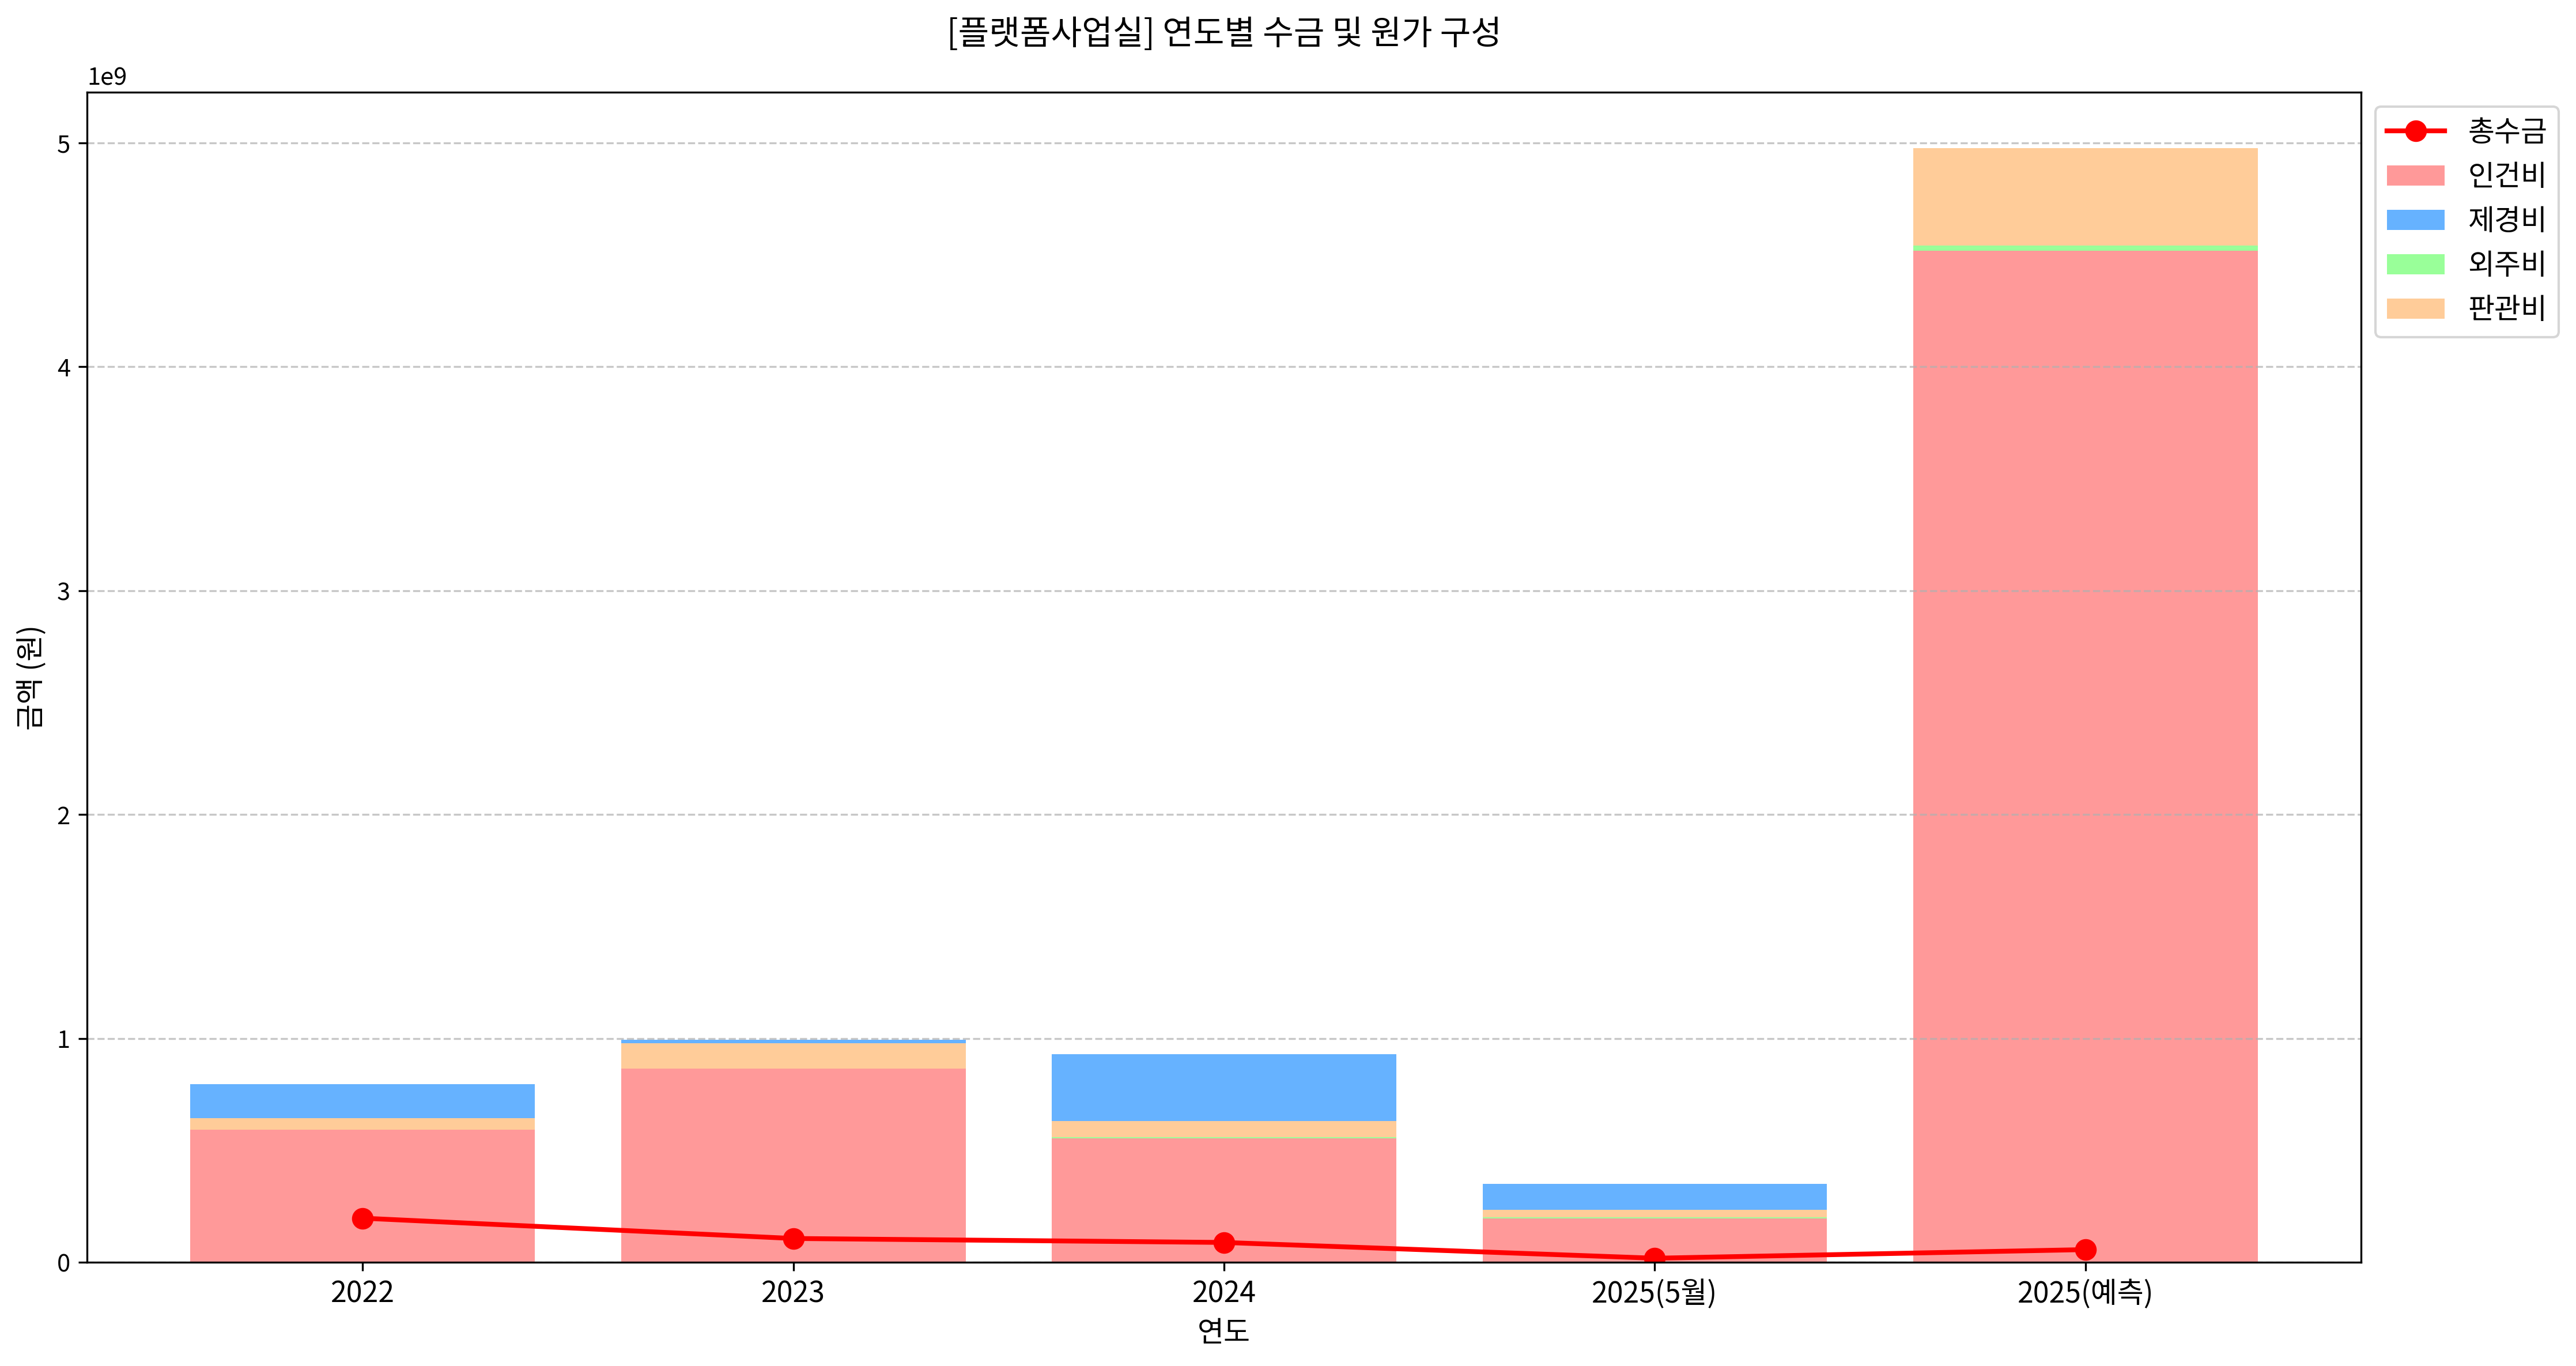 [플랫폼사업실] 연도별 수금 및 원가 구성
1e9
5
4
3
2
1
0
금액 (원)
2022
2023
2024
2025(5월)
2025(예측)
연도
총수금
인건비
제경비
외주비
판관비